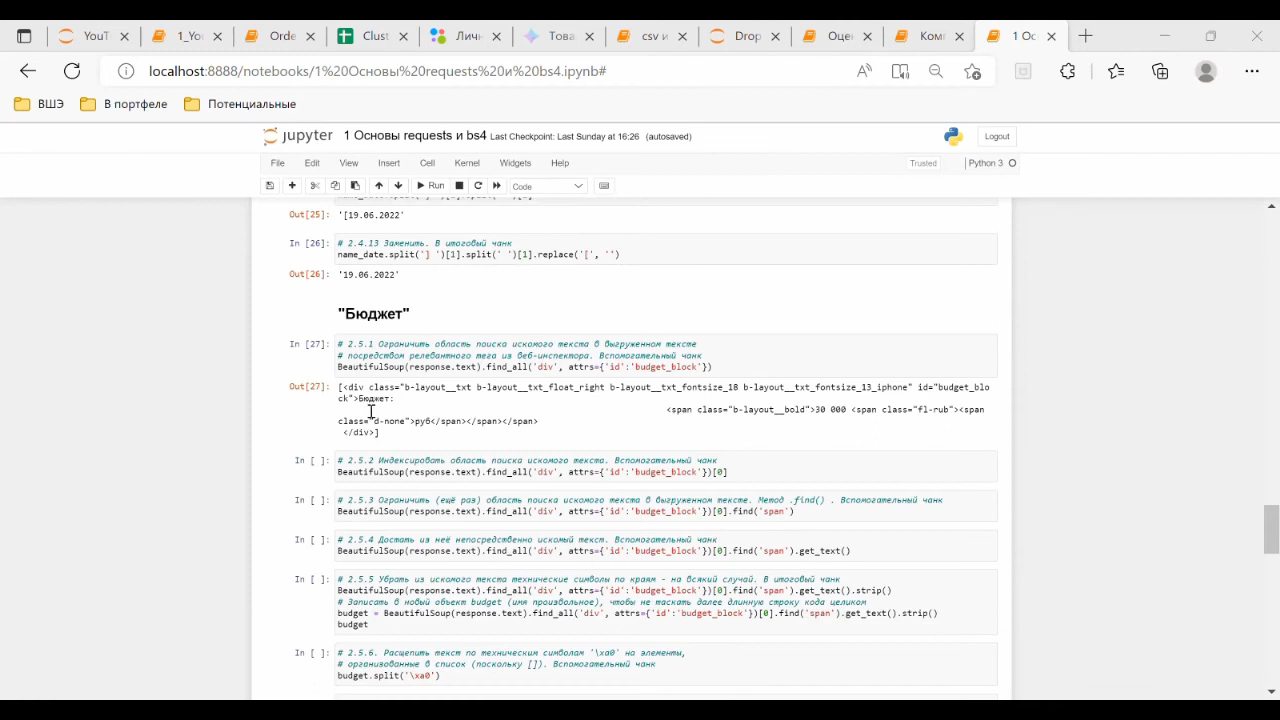 YouT
1_Yo
Orde
Clust
Личн
Това
csv и
Drop
Оцен
Комп
1 Ос
localhost:8888/notebooks/1%20Основы%20requests%20и%20bs4.ipynb#
ВШЭ
В портфеле
Потенциальные
jupyter 1 Основы requests и bs4 Last Checkpoint: Last Sunday at 16:26 (autosaved)
Logout
File Edit View Insert Cell Kernel Widgets Help
Trusted
Python 3
Run
Code
Out[25]: '[19.06.2022'
In [26]: # 2.4.13 Заменить. В итоговый чанк
name_date.split('] ')[1].split(' ')[1].replace('[', '')
Out[26]: '19.06.2022'
"Бюджет"
In [27]: # 2.5.1 Ограничить область поиска искомого текста в выгруженном тексте
# посредством релевантного тега из веб-инспектора. Вспомогательный чанк
BeautifulSoup(response.text).find_all('div', attrs={'id':'budget_block'})
Out[27]: [<div class="b-layout__txt b-layout__txt_float_right b-layout__txt_fontsize_18 b-layout__txt_fontsize_13_iphone" id="budget_blo
ck">Бюджет:
<span class="b-layout__bold">30 000 <span class="fl-rub"><span
class="d-none">руб</span></span></span>
</div>]
In [ ]: # 2.5.2 Индексировать область поиска искомого текста. Вспомогательный чанк
BeautifulSoup(response.text).find_all('div', attrs={'id':'budget_block'})[0]
In [ ]: # 2.5.3 Ограничить (ещё раз) область поиска искомого текста в выгруженном тексте. Метод .find() . Вспомогательный чанк
BeautifulSoup(response.text).find_all('div', attrs={'id':'budget_block'})[0].find('span')
In [ ]: # 2.5.4 Достать из неё непосредственно искомый текст. Вспомогательный чанк
BeautifulSoup(response.text).find_all('div', attrs={'id':'budget_block'})[0].find('span').get_text()
In [ ]: # 2.5.5 Убрать из искомого текста технические символы по краям - на всякий случай. В итоговый чанк
BeautifulSoup(response.text).find_all('div', attrs={'id':'budget_block'})[0].find('span').get_text().strip()
# Записать в новый объект budget (имя произвольное), чтобы не таскать далее длинную строку кода целиком
budget = BeautifulSoup(response.text).find_all('div', attrs={'id':'budget_block'})[0].find('span').get_text().strip()
budget
In [ ]: # 2.5.6. Расщепить текст по техническим символам '\xa0' на элементы,
# организованные в список (поскольку []). Вспомогательный чанк
budget.split('\xa0')